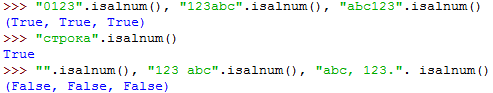 >>> "0123".isalnum(), "123abc".isalnum(), "abc123".isalnum()
(True, True, True)
>>> "строка".isalnum()
True
>>> "".isalnum(), "123 abc".isalnum(), "abc, 123.". isalnum()
(False, False, False)